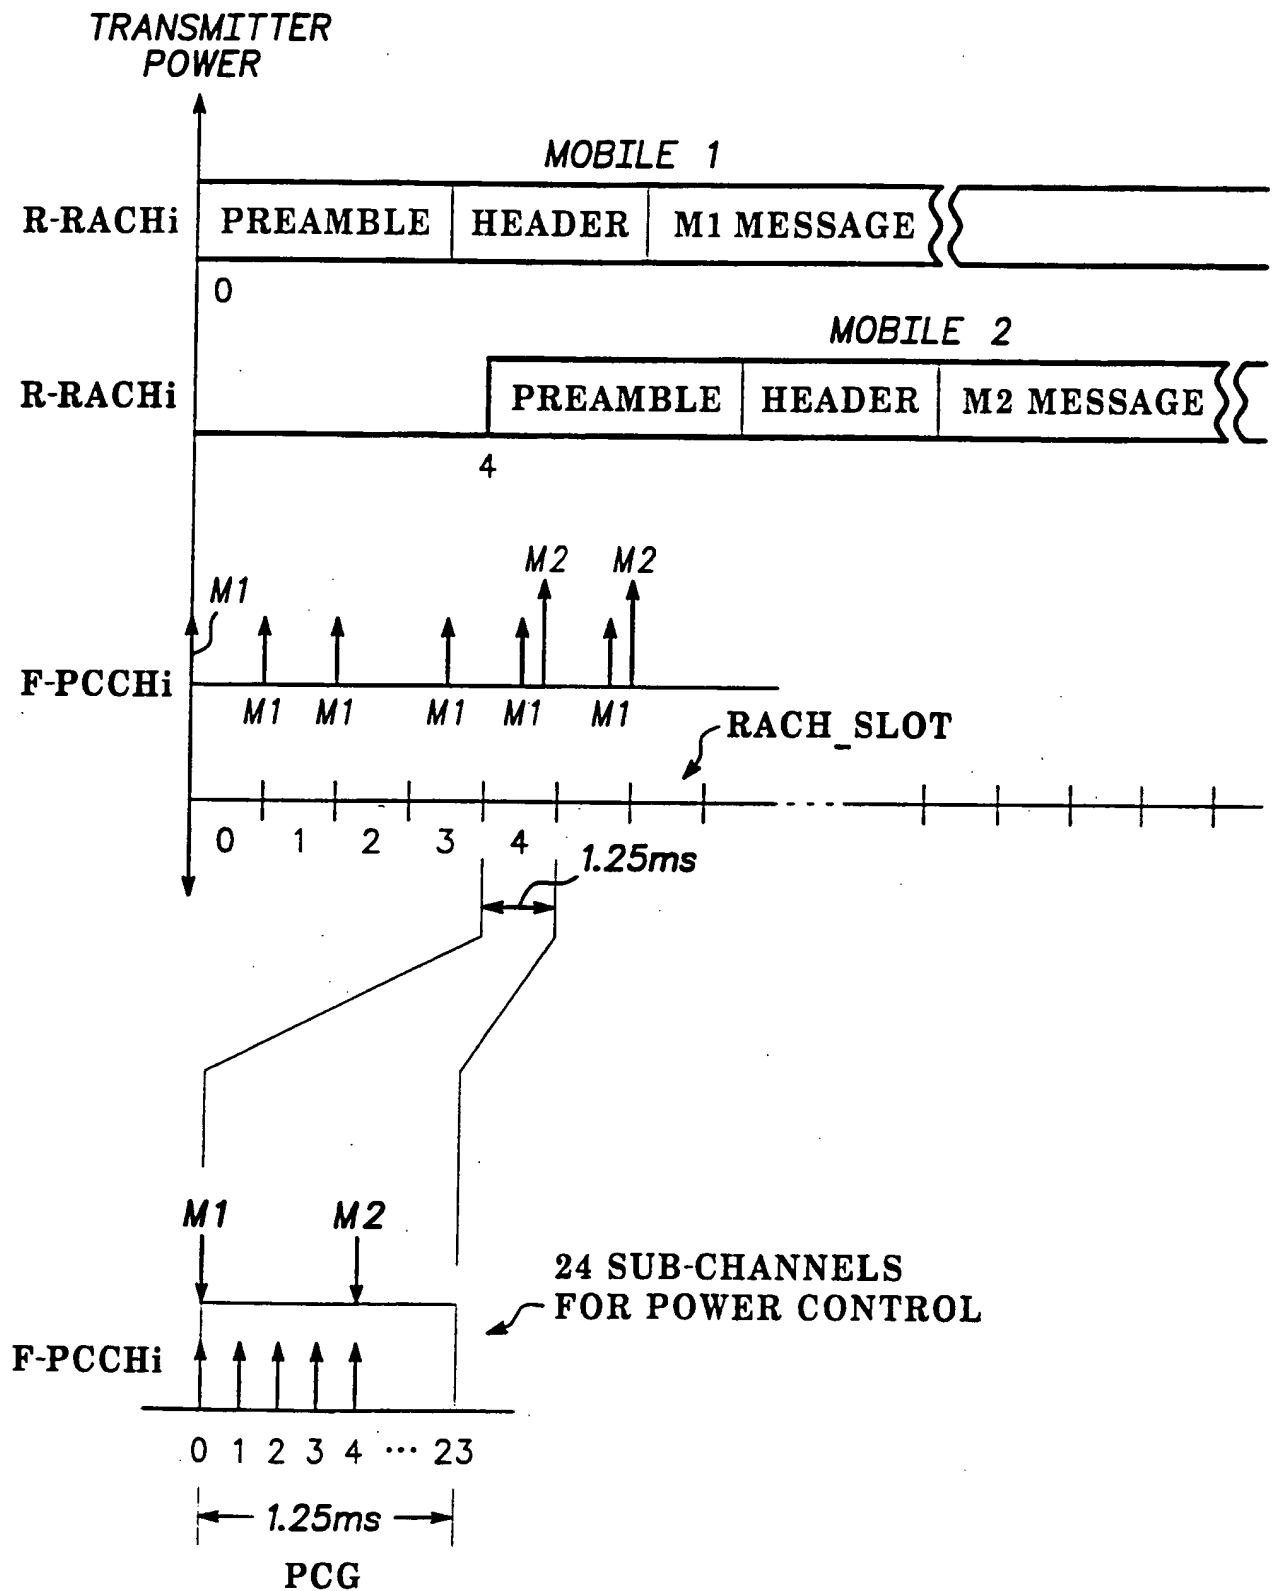 TRANSMITTER
POWER
MOBILE 1
R-RACHi
PREAMBLE
HEADER
M1 MESSAGE
0
MOBILE 2
R-RACHi
PREAMBLE
HEADER
M2 MESSAGE
4
M2
M2
M1
F-PCCHi
M1
M1
M1
M1
M1
RACH_SLOT
0
1
2
3
4
1.25ms
M1
M2
24 SUB-CHANNELS
FOR POWER CONTROL
F-PCCHi
0 1 2 3 4 ··· 23
1.25ms
PCG